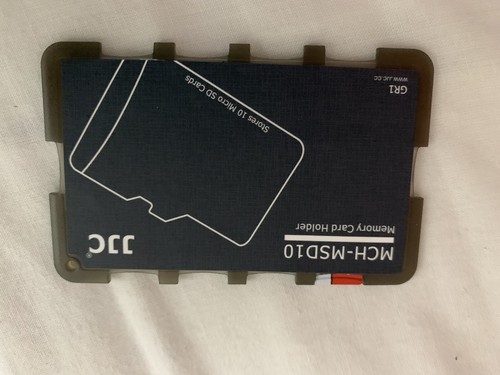 MCH-MSD10
Memory Card Holder
JJC®
Stores 10 Micro SD Cards
GR1
WWW.JJC.CC